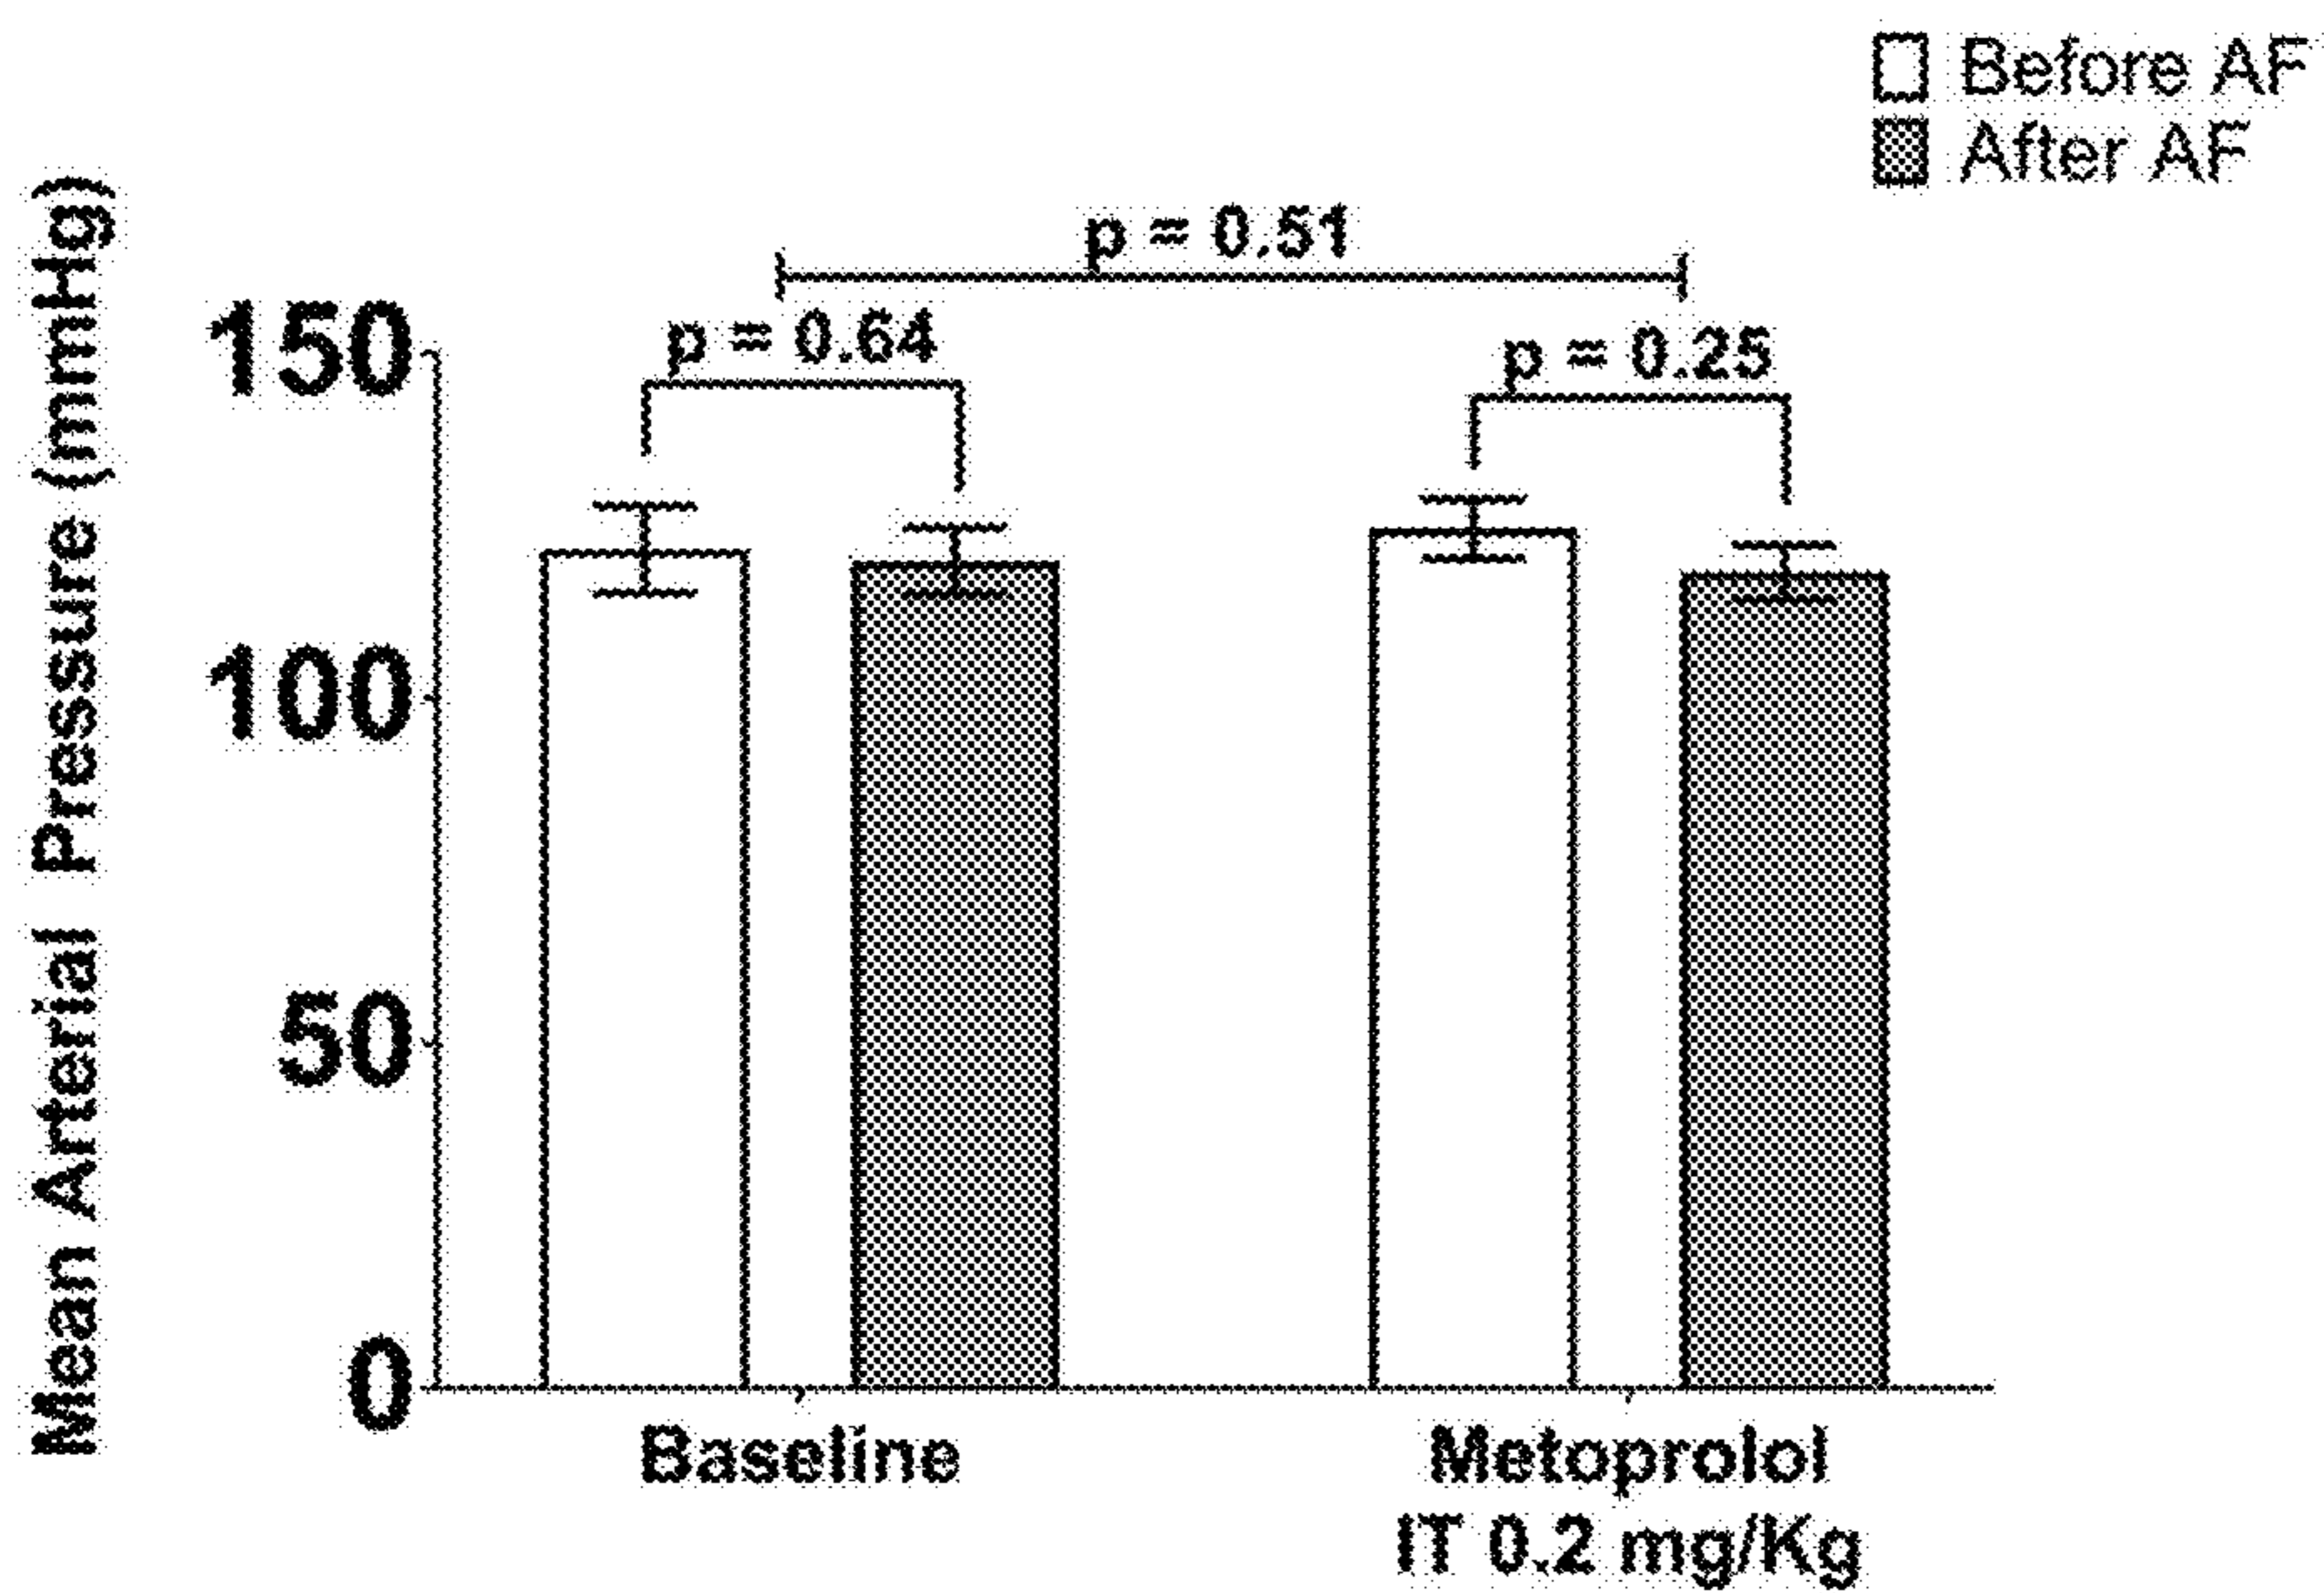 Before AF
After AF
p = 0.51
p = 0.64
p = 0.25
Mean Arterial Pressure (mmHg)
150
100
50
0
Baseline
Metoprolol
IT 0.2 mg/Kg